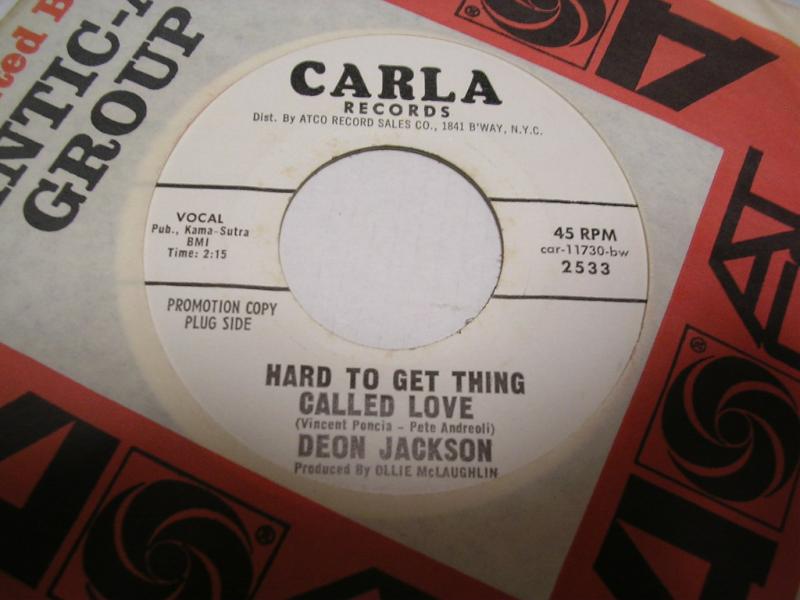 CARLA
RECORDS
Dist. By ATCO RECORD SALES CO., 1841 B'WAY, N.Y.C.
VOCAL
Pub., Kama-Sutra
BMI
Time: 2:15
45 RPM
car-11730-bw
2533
PROMOTION COPY
PLUG SIDE
HARD TO GET THING
CALLED LOVE
(Vincent Poncia - Pete Andreoli)
DEON JACKSON
Produced By OLLIE McLAUGHLIN
GROUP